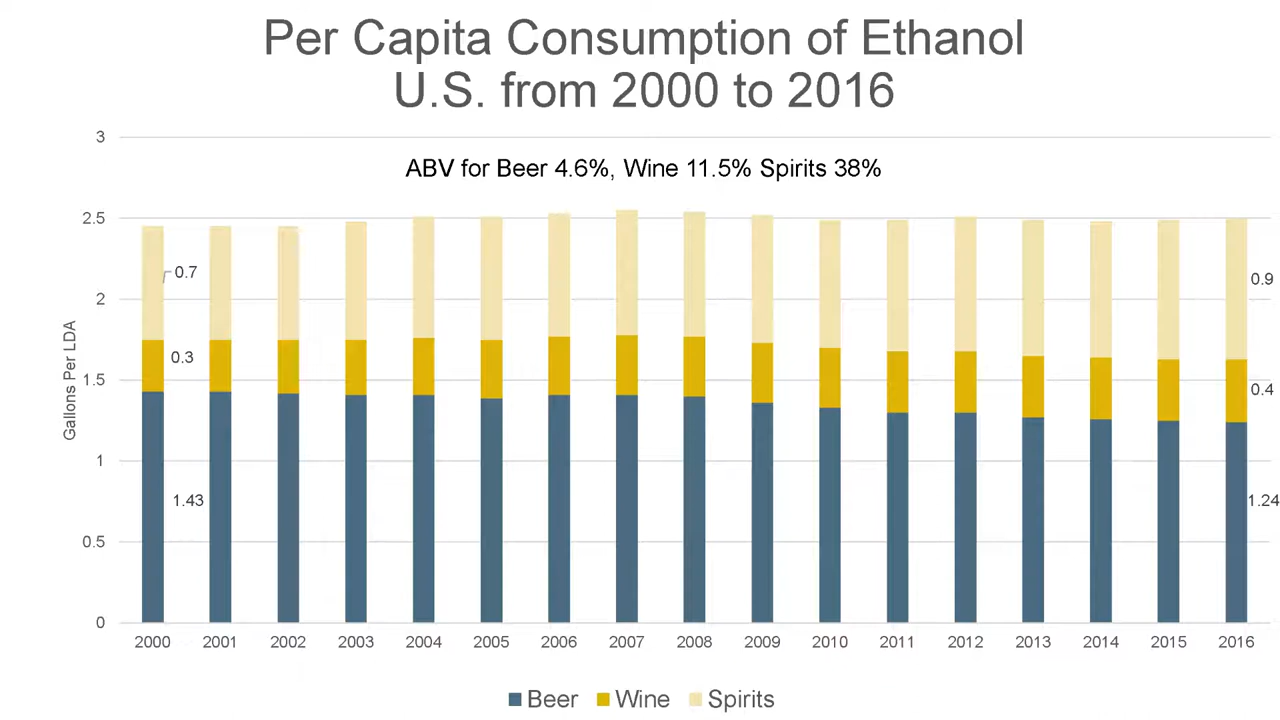 Per Capita Consumption of Ethanol
U.S. from 2000 to 2016
ABV for Beer 4.6%, Wine 11.5% Spirits 38%
Gallons Per LDA
3
2.5
2
1.5
1
0.5
0
0.7
0.3
1.43
0.9
0.4
1.24
2000 2001 2002 2003 2004 2005 2006 2007 2008 2009 2010 2011 2012 2013 2014 2015 2016
Beer Wine Spirits